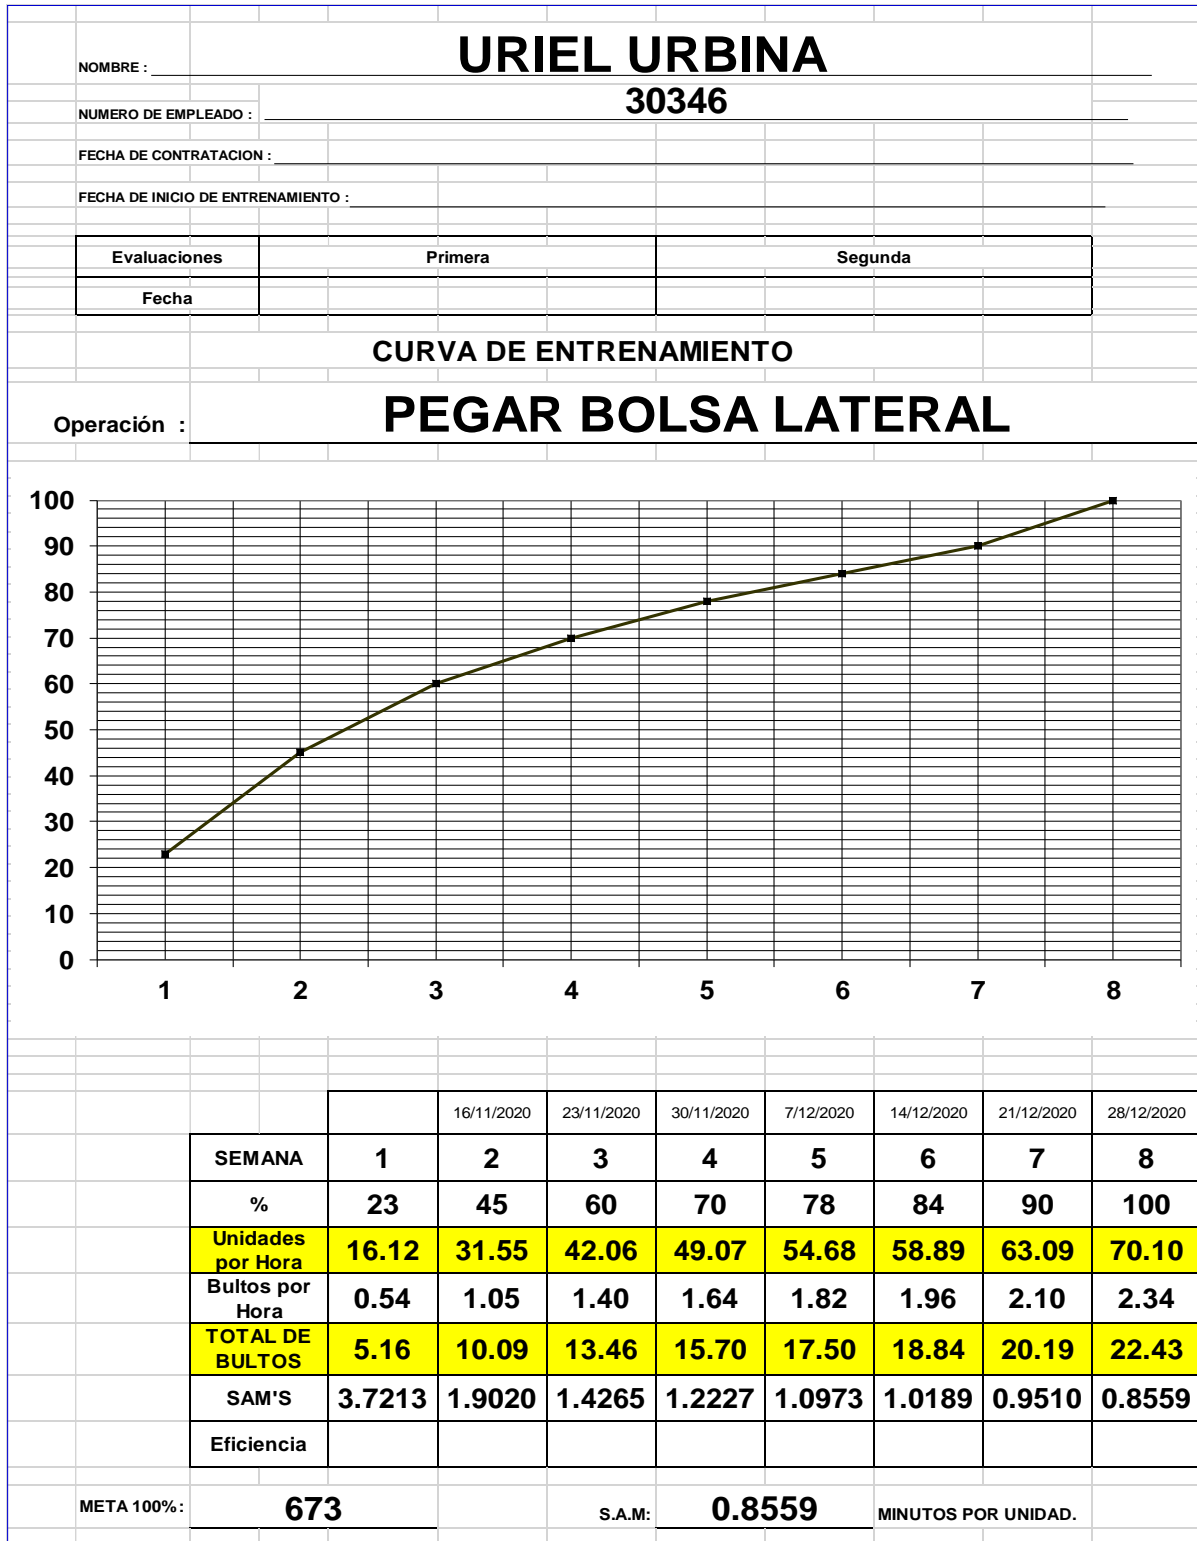 NOMBRE : URIEL URBINA
NUMERO DE EMPLEADO : 30346
FECHA DE CONTRATACION :
FECHA DE INICIO DE ENTRENAMIENTO :
Evaluaciones Primera Segunda
Fecha
CURVA DE ENTRENAMIENTO
Operación : PEGAR BOLSA LATERAL
100
90
80
70
60
50
40
30
20
10
0
1 2 3 4 5 6 7 8
16/11/2020 23/11/2020 30/11/2020 7/12/2020 14/12/2020 21/12/2020 28/12/2020
SEMANA 1 2 3 4 5 6 7 8
% 23 45 60 70 78 84 90 100
Unidades
por Hora 16.12 31.55 42.06 49.07 54.68 58.89 63.09 70.10
Bultos por
Hora 0.54 1.05 1.40 1.64 1.82 1.96 2.10 2.34
TOTAL DE
BULTOS 5.16 10.09 13.46 15.70 17.50 18.84 20.19 22.43
SAM'S 3.7213 1.9020 1.4265 1.2227 1.0973 1.0189 0.9510 0.8559
Eficiencia
META 100%: 673 S.A.M: 0.8559 MINUTOS POR UNIDAD.